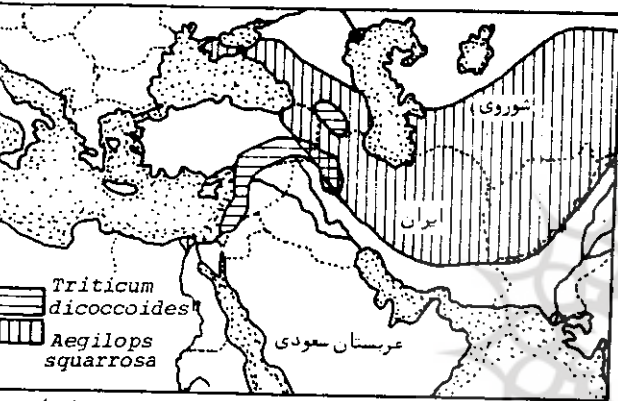 شوروی
ایران
عربستان سعودی
Triticum
dicoccoides
Aegilops
squarrosa